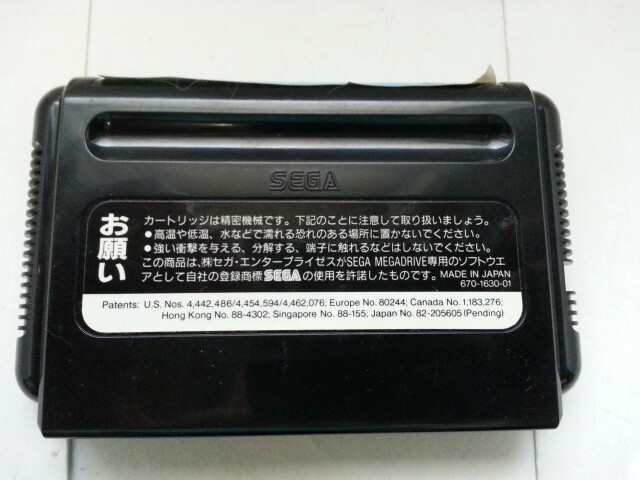 SEGA
お願い
カートリッジは精密機械です。下記のことに注意して取り扱いましょう。
●高温や低温、水などで濡れる恐れのある場所に置かないでください。
●強い衝撃を与える、分解する、端子に触れるなどはしないでください。
この商品は、㈱セガ・エンタープライゼスがSEGA MEGADRIVE専用のソフトウエ
アとして自社の登録商標SEGAの使用を許諾したものです。 MADE IN JAPAN
670-1630-01
Patents: U.S. Nos. 4,442,486/4,454,594/4,462,076; Europe No. 80244; Canada No. 1,183,276;
Hong Kong No. 88-4302; Singapore No. 88-155; Japan No. 82-205605 (Pending)